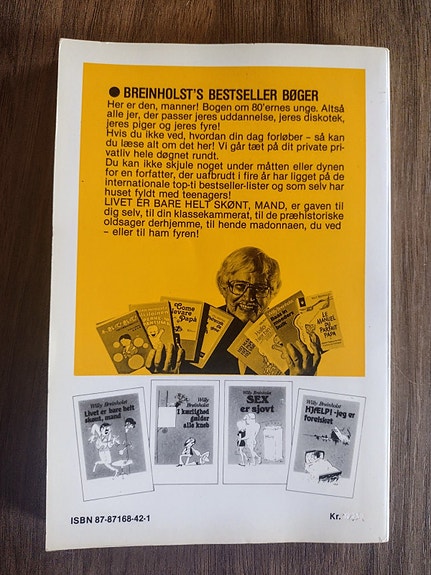 ● BREINHOLST'S BESTSELLER BØGER
Her er den, manner! Bogen om 80'ernes unge. Altså
alle jer, der passer jeres uddannelse, jeres diskotek,
jeres piger og jeres fyre!
Hvis du ikke ved, hvordan din dag forløber – så kan
du læse alt om det her! Vi går tæt på dit private pri-
vatliv hele døgnet rundt.
Du kan ikke skjule noget under måtten eller dynen
for en forfatter, der uafbrudt i fire år har ligget på de
internationale top-ti bestseller-lister og som selv har
huset fyldt med teenagers!
LIVET ER BARE HELT SKØNT, MAND, er gaven til
dig selv, til din klassekammerat, til de præhistoriske
oldsager derhjemme, til hende madonnaen, du ved
– eller til ham fyren!
Come
Papà
LE
MANUEL
DU
PARFAIT
PAPA
Willy Breinholst
Livet er bare helt
skønt, mand
Willy Breinholst
I kærlighed
gælder
alle kneb
Willy Breinholst
SEX
er sjovt
Willy Breinholst
HJÆLP! -jeg er
forelsket
ISBN 87-87168-42-1
Kr.